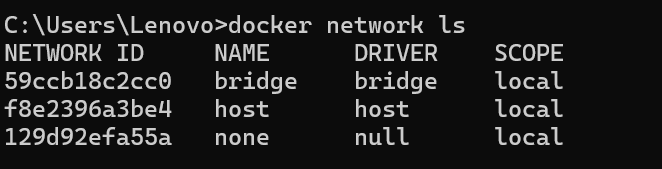 C:\Users\Lenovo>docker network ls
NETWORK ID     NAME      DRIVER    SCOPE
59ccb18c2cc0   bridge    bridge    local
f8e2396a3be4   host      host      local
129d92efa55a   none      null      local